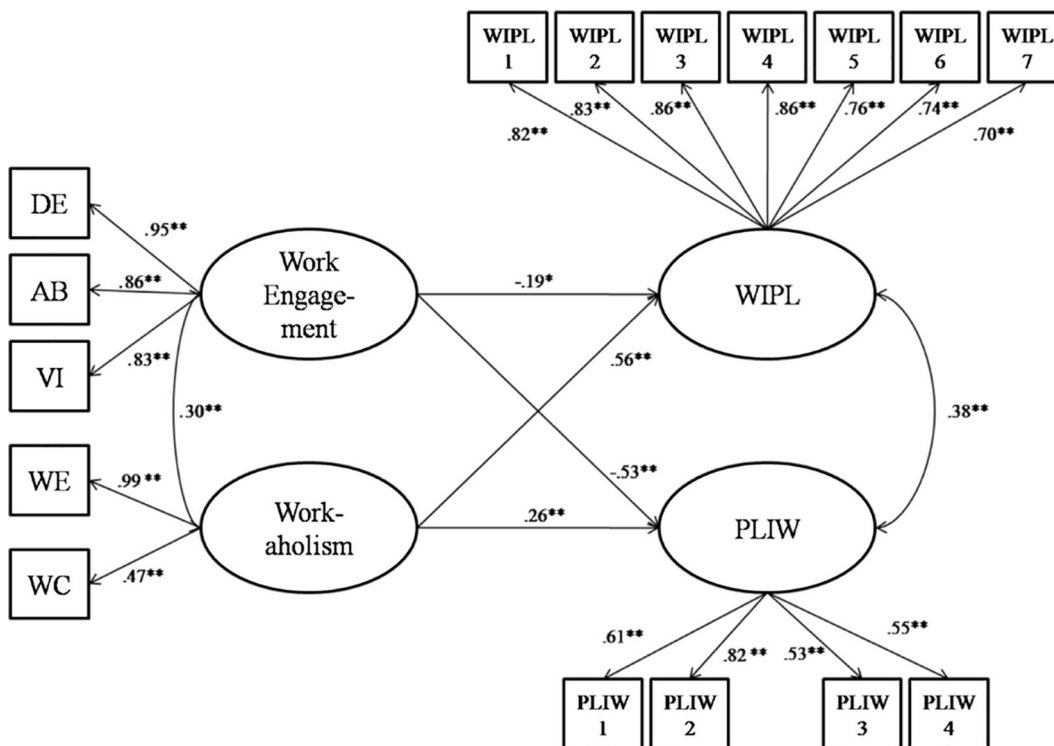 WIPL
1
WIPL
2
WIPL
3
WIPL
4
WIPL
5
WIPL
6
WIPL
7
.82**
.83**
.86**
.86**
.76**
.74**
.70**
DE
AB
VI
WE
WC
.95**
.86**
.83**
.30**
.99**
.47**
Work
Engage-
ment
Work-
aholism
-.19*
.56**
-.53**
.26**
WIPL
PLIW
.38**
.61**
.82**
.53**
.55**
PLIW
1
PLIW
2
PLIW
3
PLIW
4